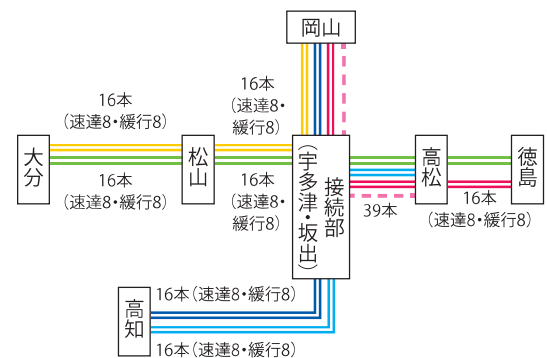 岡山
16本
(速達8・緩行8)
16本
(速達8・
緩行8)
大分
松山
(宇多津・坂出)
接続部
高松
徳島
16本
(速達8・緩行8)
16本
(速達8・
緩行8)
39本
16本
(速達8・緩行8)
高知
16本(速達8・緩行8)
16本(速達8・緩行8)